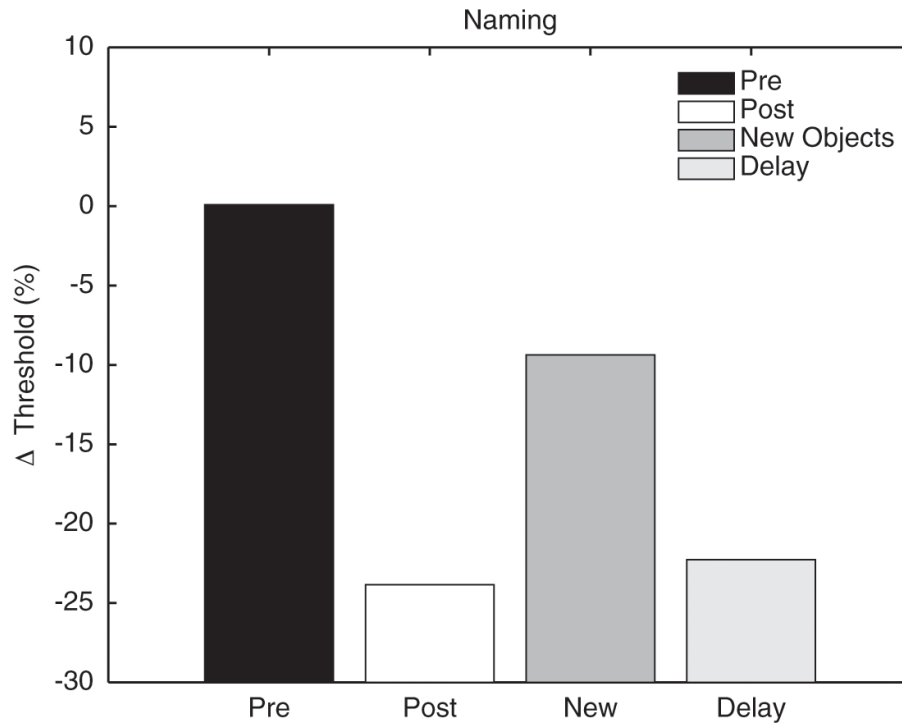 Naming
10
5
0
-5
-10
-15
-20
-25
-30
Δ Threshold (%)
Pre
Post
New Objects
Delay
Pre
Post
New
Delay